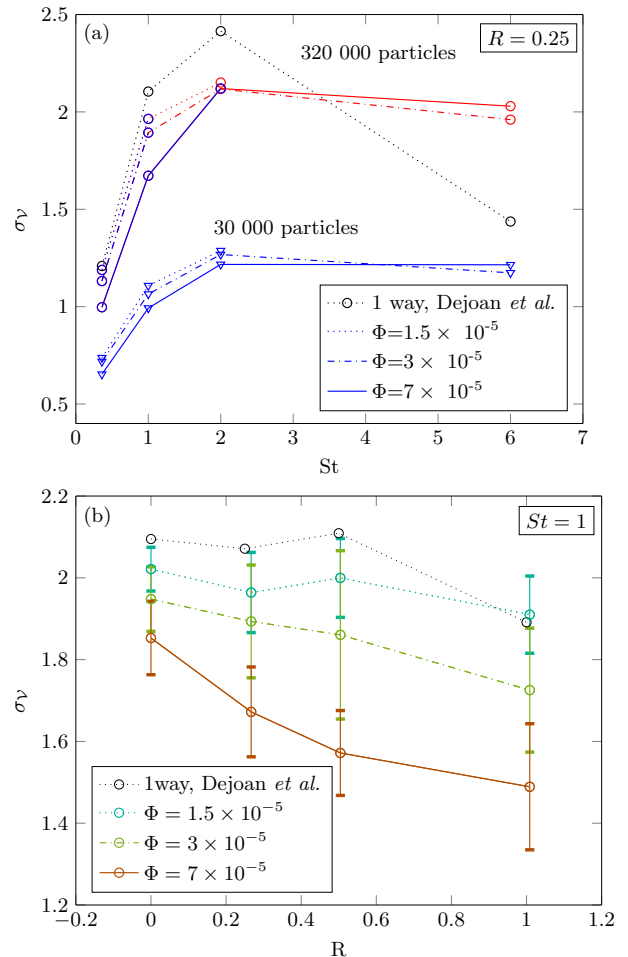 (a)
320 000 particles
R = 0.25
30 000 particles
1 way, Dejoan et al.
Φ=1.5 × 10⁻⁵
Φ=3 × 10⁻⁵
Φ=7 × 10⁻⁵
2.5
2
1.5
1
0.5
σ𝒱
0 1 2 3 4 5 6 7
St
(b)
St = 1
1way, Dejoan et al.
Φ = 1.5 × 10⁻⁵
Φ = 3 × 10⁻⁵
Φ = 7 × 10⁻⁵
2.2
2
1.8
1.6
1.4
1.2
σ𝒱
−0.2 0 0.2 0.4 0.6 0.8 1 1.2
R